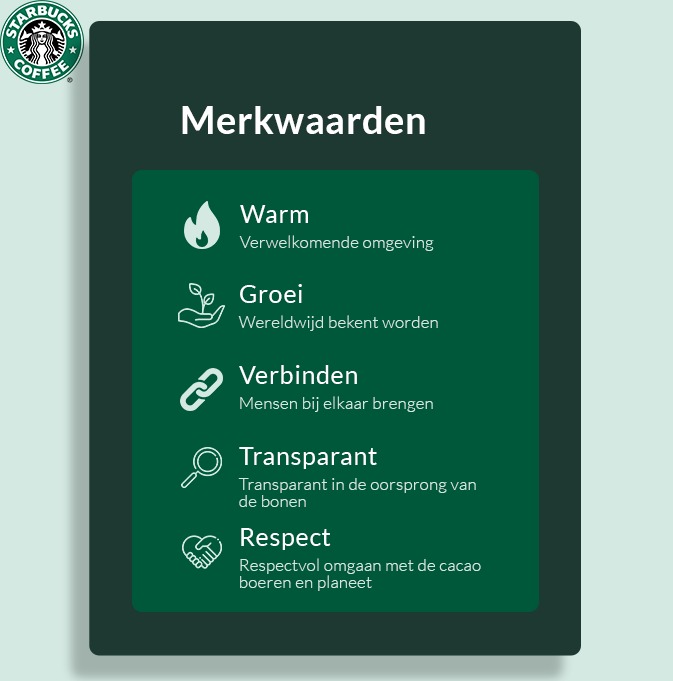 STARBUCKS
COFFEE
®
Merkwaarden
Warm
Verwelkomende omgeving
Groei
Wereldwijd bekent worden
Verbinden
Mensen bij elkaar brengen
Transparant
Transparant in de oorsprong van
de bonen
Respect
Respectvol omgaan met de cacao
boeren en planeet